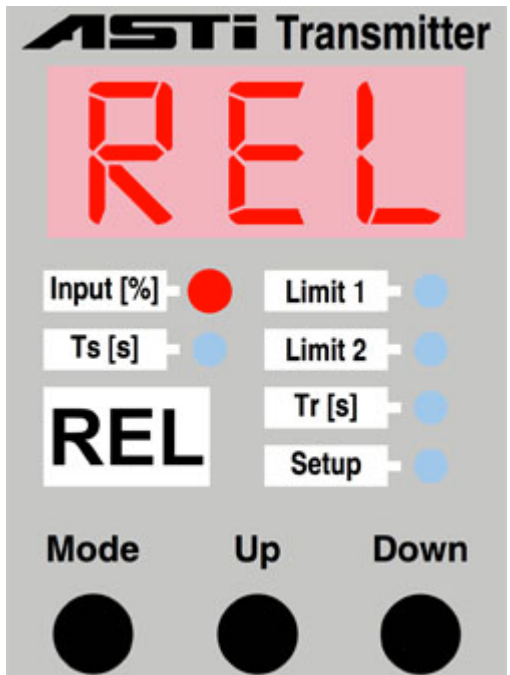 ASTi Transmitter
REL
Input [%]
Limit 1
Ts [s]
Limit 2
REL
Tr [s]
Setup
Mode Up Down